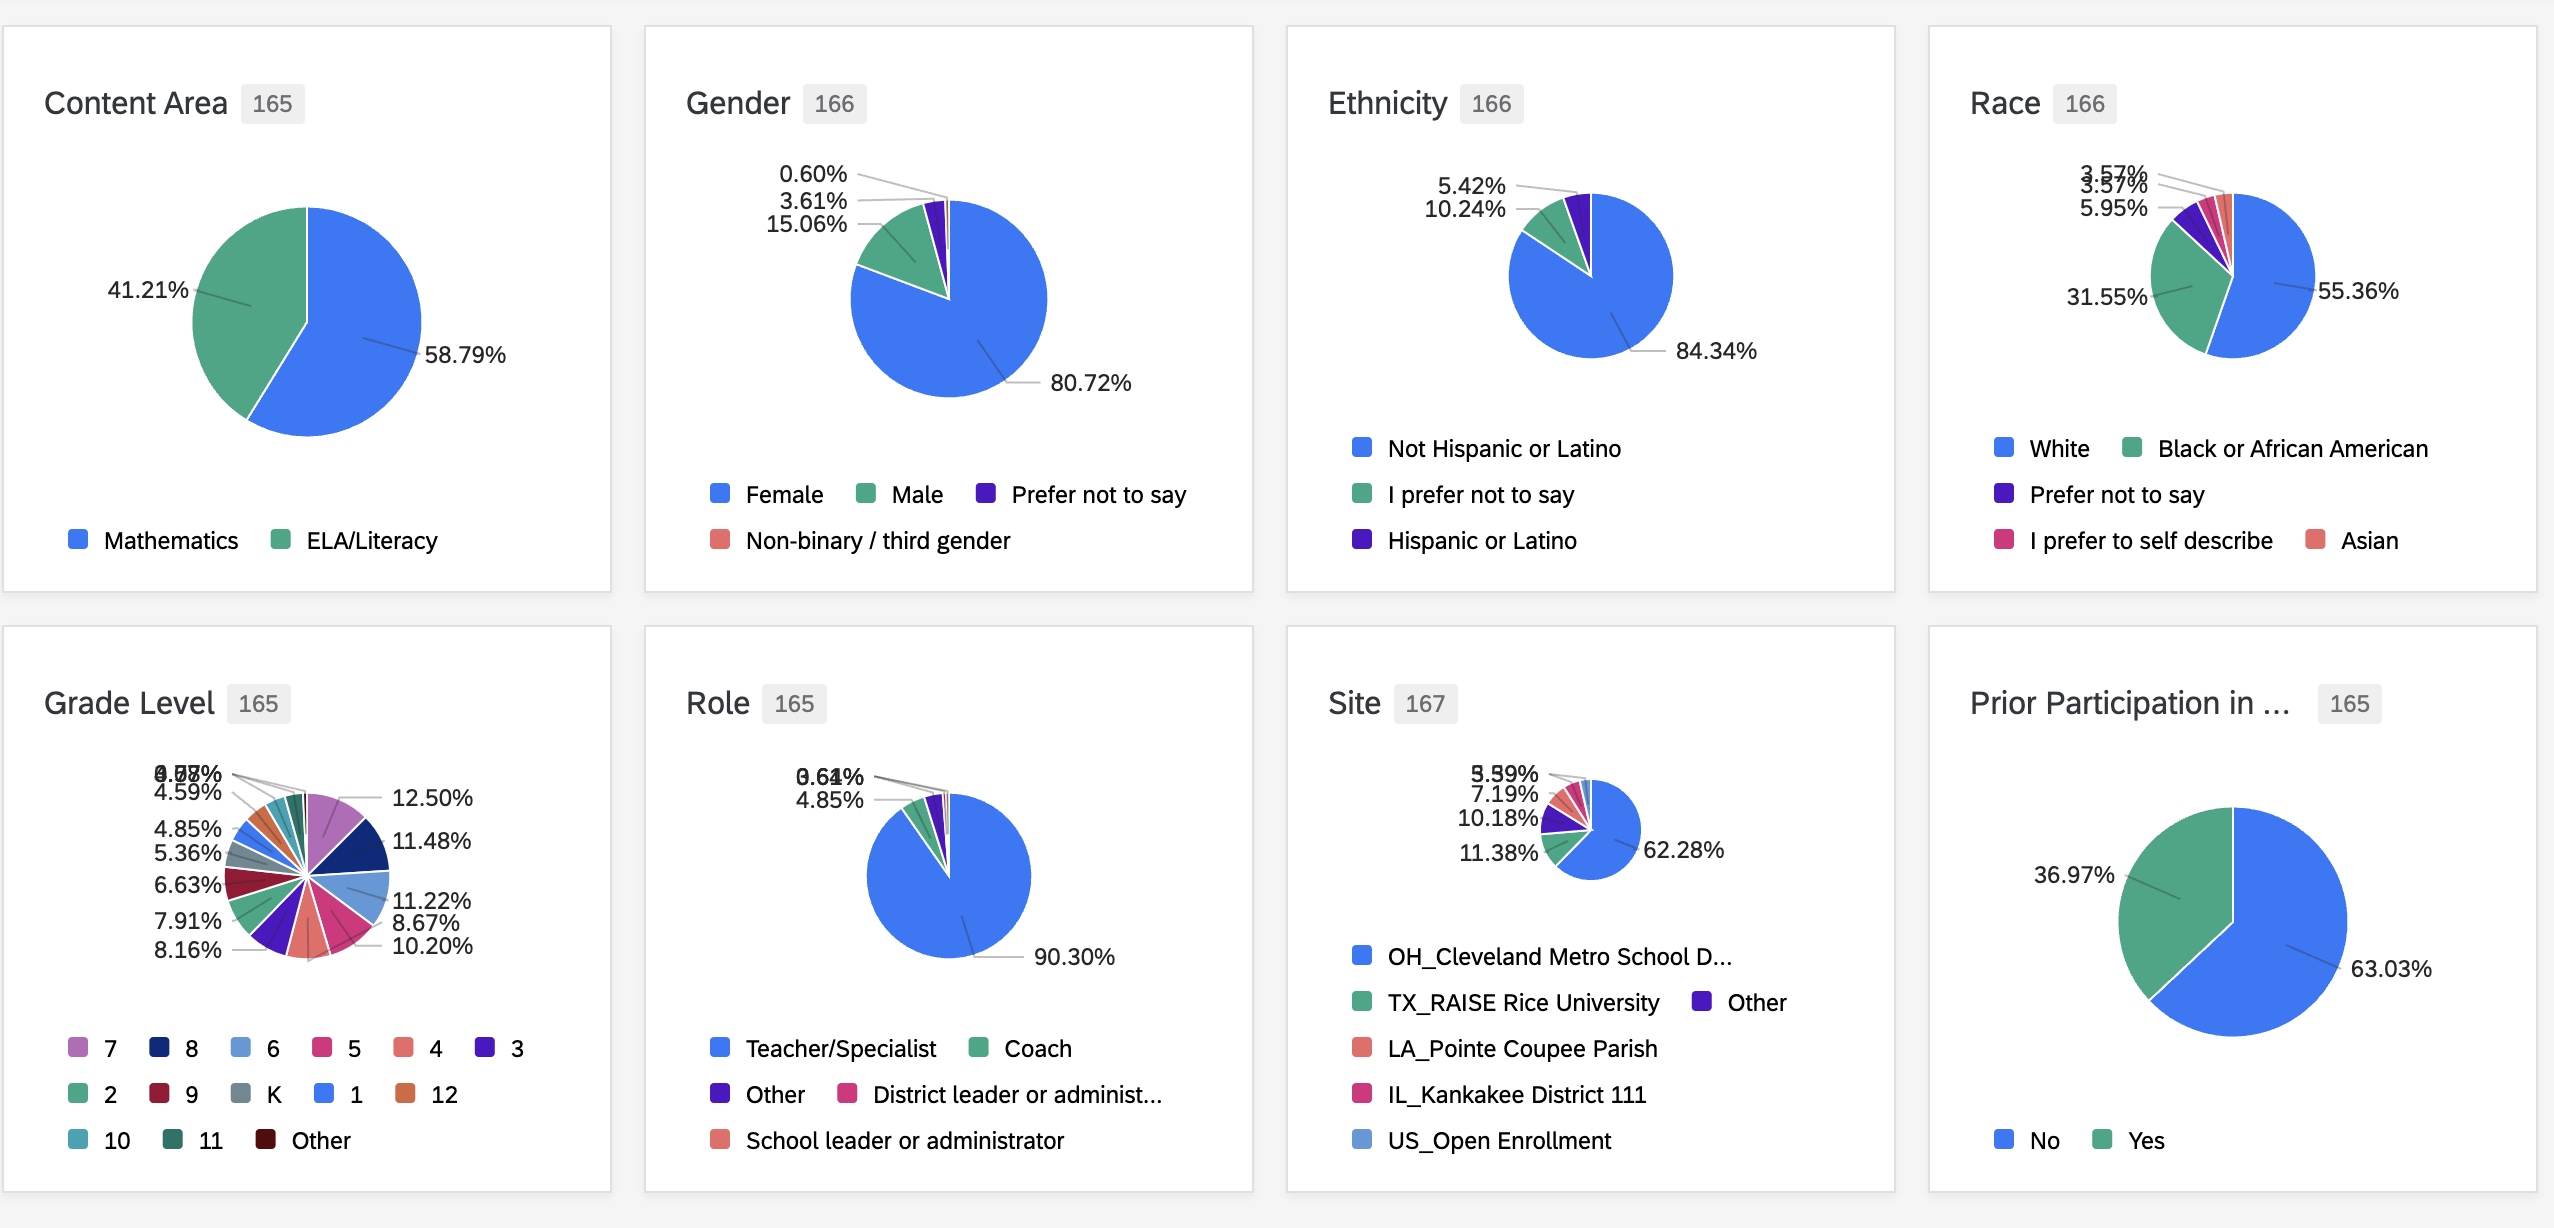 Content Area 165
41.21%
58.79%
Mathematics ELA/Literacy
Gender 166
0.60%
3.61%
15.06%
80.72%
Female Male Prefer not to say
Non-binary / third gender
Ethnicity 166
5.42%
10.24%
84.34%
Not Hispanic or Latino
I prefer not to say
Hispanic or Latino
Race 166
3.57%
3.57%
5.95%
31.55%
55.36%
White Black or African American
Prefer not to say
I prefer to self describe Asian
Grade Level 165
4.59%
12.50%
4.85%
11.48%
5.36%
6.63%
11.22%
7.91%
8.67%
8.16%
10.20%
7 8 6 5 4 3
2 9 K 1 12
10 11 Other
Role 165
4.85%
90.30%
Teacher/Specialist Coach
Other District leader or administ...
School leader or administrator
Site 167
7.19%
10.18%
11.38%
62.28%
OH_Cleveland Metro School D...
TX_RAISE Rice University Other
LA_Pointe Coupee Parish
IL_Kankakee District 111
US_Open Enrollment
Prior Participation in ... 165
36.97%
63.03%
No Yes